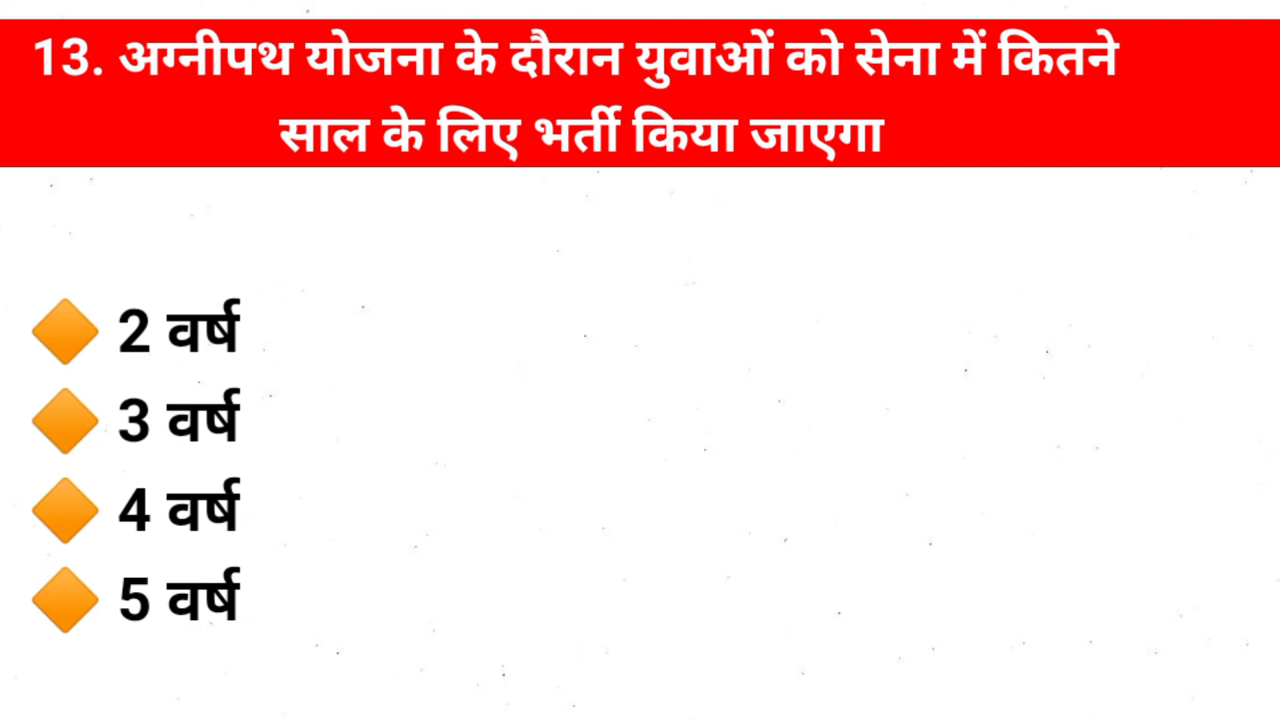 13. अग्नीपथ योजना के दौरान युवाओं को सेना में कितने
साल के लिए भर्ती किया जाएगा
🔶 2 वर्ष
🔶 3 वर्ष
🔶 4 वर्ष
🔶 5 वर्ष